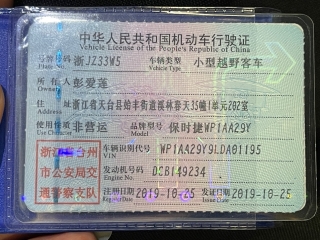 中华人民共和国机动车行驶证
Vehicle License of the People's Republic of China
号牌号码 浙JZ33W5 车辆类型 小型越野客车
Plate No. Vehicle Type
所有人 彭爱莲
Owner
住址 浙江省天台县始丰街道桃林春天35幢1单元202室
Address
使用性质 非营运 品牌型号 保时捷WP1AA29Y
Use Character Model
浙江 台州
市公安局交
通警察支队
车辆识别代号 WP1AA29Y9LDA01195
VIN
发动机号码 DCB149234
Engine No.
注册日期 2019-10-25 发证日期 2019-10-25
Register Date Issue Date